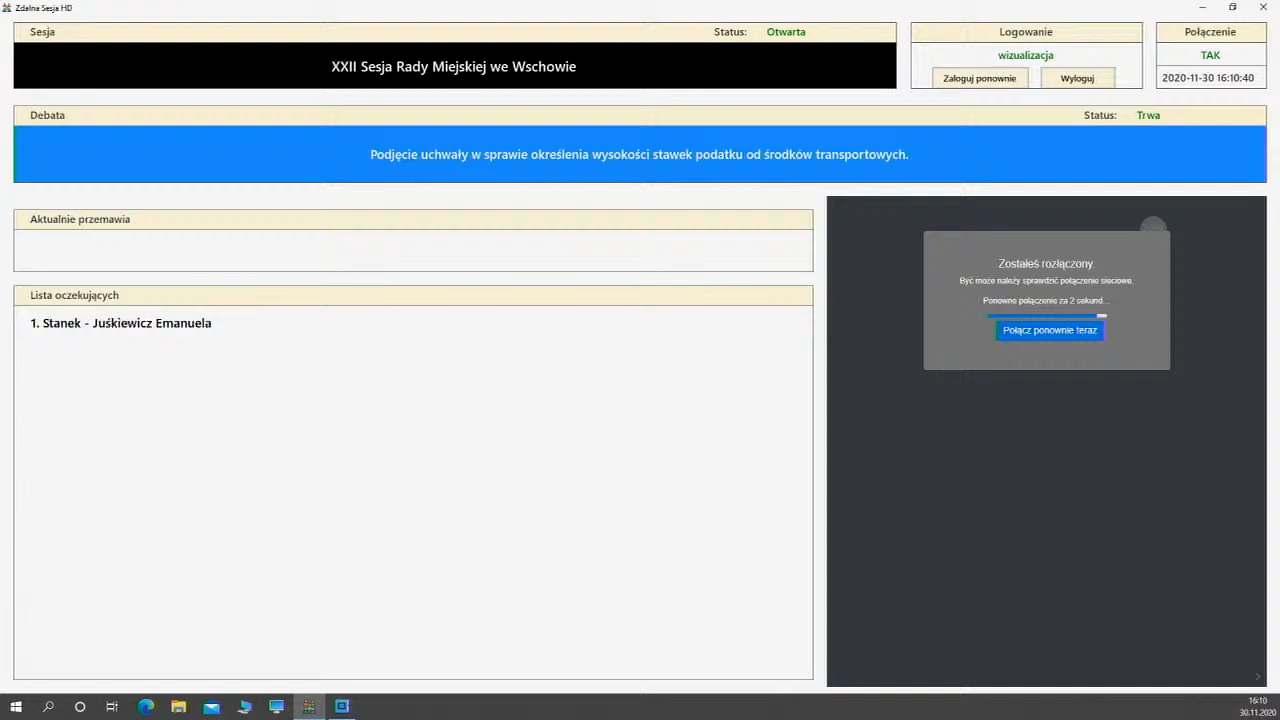 Zdalna Sesja HD
Sesja Status: Otwarta
XXII Sesja Rady Miejskiej we Wschowie
Logowanie
wizualizacja
Zaloguj ponownie Wyloguj
Połączenie
TAK
2020-11-30 16:10:40
Debata Status: Trwa
Podjęcie uchwały w sprawie określenia wysokości stawek podatku od środków transportowych.
Aktualnie przemawia
Lista oczekujących
1. Stanek - Juśkiewicz Emanuela
Zostałeś rozłączony.
Być może należy sprawdzić połączenie sieciowe.
Ponowne połączenie za 2 sekund...
Połącz ponownie teraz
16:10
30.11.2020